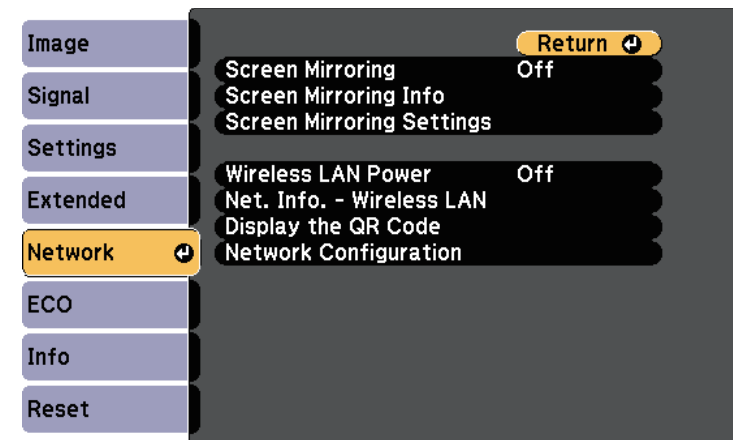 Image
Signal
Settings
Extended
Network
ECO
Info
Reset
Return
Screen Mirroring Off
Screen Mirroring Info
Screen Mirroring Settings
Wireless LAN Power Off
Net. Info. - Wireless LAN
Display the QR Code
Network Configuration